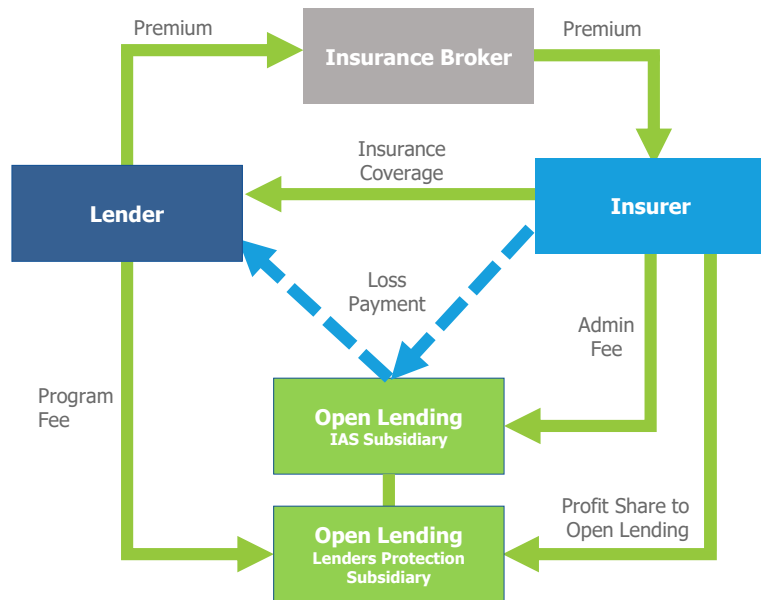 Premium
Insurance Broker
Premium
Insurance
Coverage
Lender
Insurer
Loss
Payment
Admin
Fee
Program
Fee
Open Lending
IAS Subsidiary
Profit Share to
Open Lending
Open Lending
Lenders Protection
Subsidiary